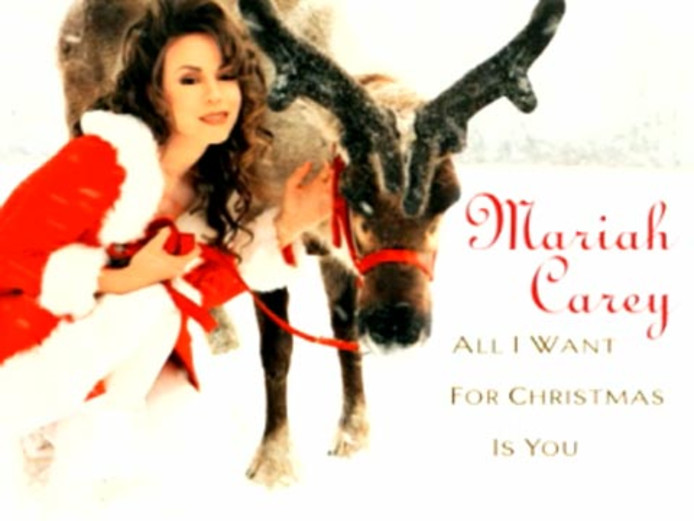 Mariah
Carey
ALL I WANT
FOR CHRISTMAS
IS YOU